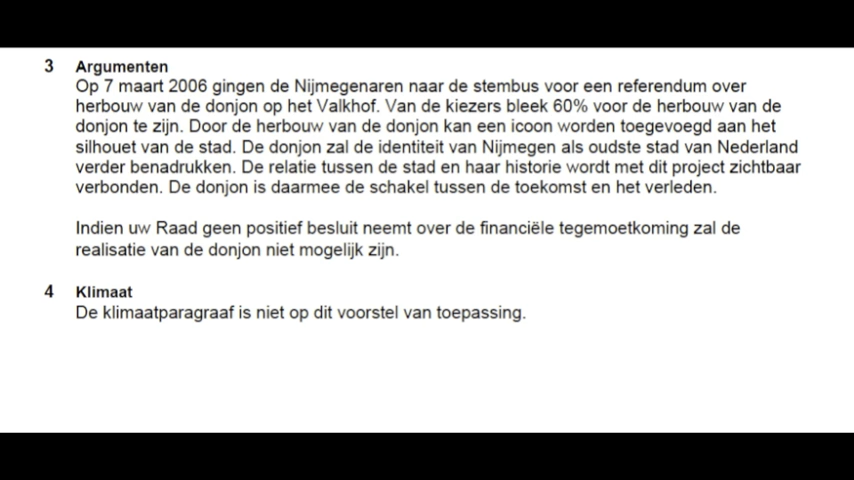 3 Argumenten
Op 7 maart 2006 gingen de Nijmegenaren naar de stembus voor een referendum over
herbouw van de donjon op het Valkhof. Van de kiezers bleek 60% voor de herbouw van de
donjon te zijn. Door de herbouw van de donjon kan een icoon worden toegevoegd aan het
silhouet van de stad. De donjon zal de identiteit van Nijmegen als oudste stad van Nederland
verder benadrukken. De relatie tussen de stad en haar historie wordt met dit project zichtbaar
verbonden. De donjon is daarmee de schakel tussen de toekomst en het verleden.
Indien uw Raad geen positief besluit neemt over de financiële tegemoetkoming zal de
realisatie van de donjon niet mogelijk zijn.
4 Klimaat
De klimaatparagraaf is niet op dit voorstel van toepassing.